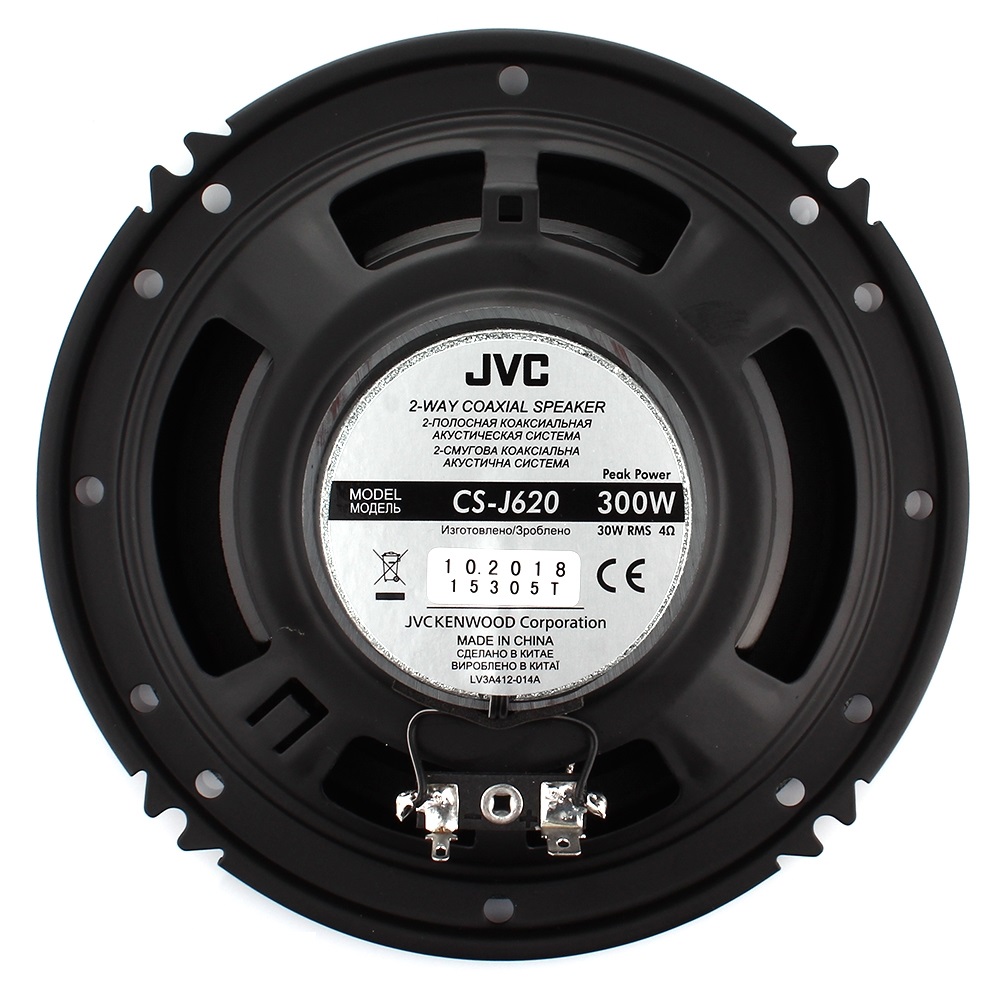 JVC
2-WAY COAXIAL SPEAKER
2-ПОЛОСНАЯ КОАКСИАЛЬНАЯ
АКУСТИЧЕСКАЯ СИСТЕМА
2-СМУГОВА КОАКСІАЛЬНА
АКУСТИЧНА СИСТЕМА
Peak Power
MODEL
МОДЕЛЬ
CS-J620 300W
Изготовлено/Зроблено 30W RMS 4Ω
10.2018
15305T
CE
JVCKENWOOD Corporation
MADE IN CHINA
СДЕЛАНО В КИТАЕ
ВИРОБЛЕНО В КИТАЇ
LV3A412-014A
- +